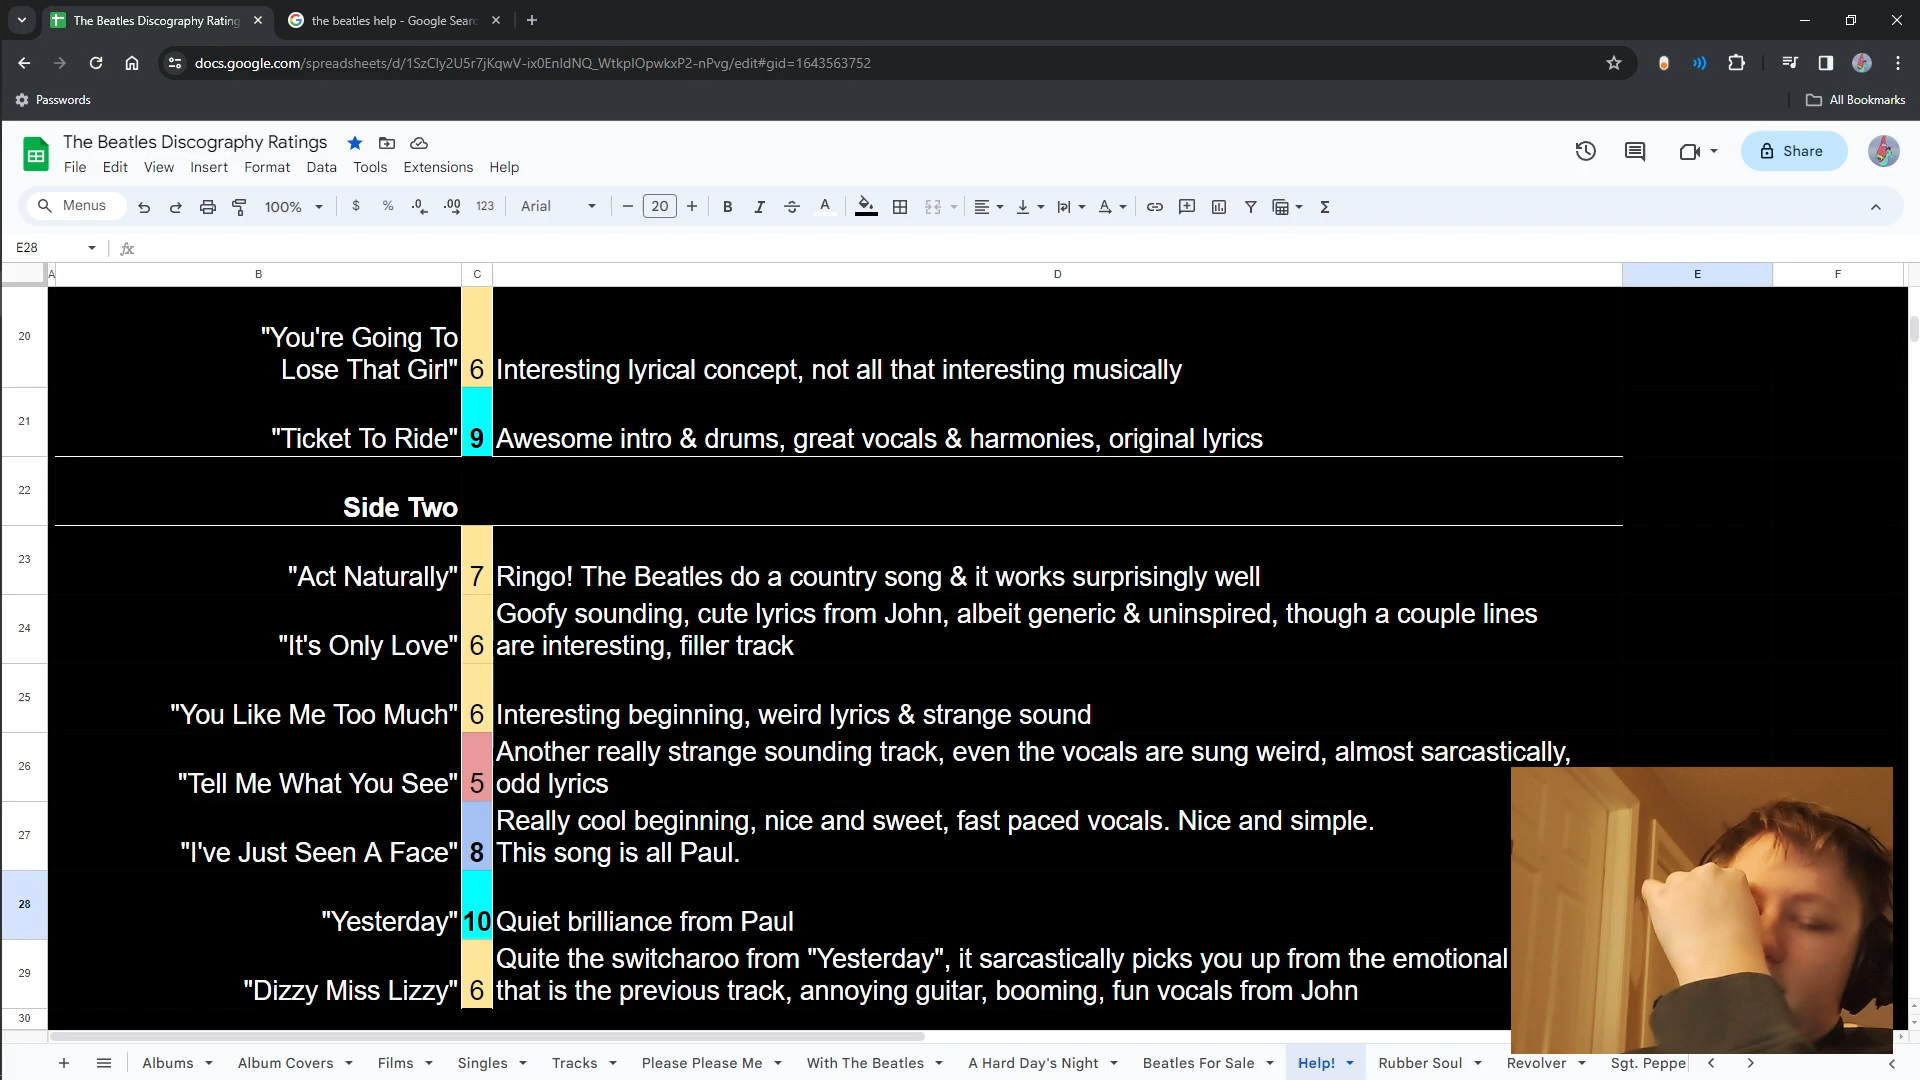 The Beatles Discography Rating
the beatles help - Google Sear
docs.google.com/spreadsheets/d/1SzCly2U5r7jKqwV-ix0EnIdNQ_WtkpIOpwkxP2-nPvg/edit#gid=1643563752
Passwords
All Bookmarks
The Beatles Discography Ratings
File Edit View Insert Format Data Tools Extensions Help
Share
Menus 100% $ % .0 .00 123 Arial 20 B I A Σ
E28 fx
A B C D E F
20 "You're Going To
Lose That Girl" 6 Interesting lyrical concept, not all that interesting musically
21 "Ticket To Ride" 9 Awesome intro & drums, great vocals & harmonies, original lyrics
22 Side Two
23 "Act Naturally" 7 Ringo! The Beatles do a country song & it works surprisingly well
24 Goofy sounding, cute lyrics from John, albeit generic & uninspired, though a couple lines
"It's Only Love" 6 are interesting, filler track
25 "You Like Me Too Much" 6 Interesting beginning, weird lyrics & strange sound
26 Another really strange sounding track, even the vocals are sung weird, almost sarcastically,
"Tell Me What You See" 5 odd lyrics
27 Really cool beginning, nice and sweet, fast paced vocals. Nice and simple.
"I've Just Seen A Face" 8 This song is all Paul.
28 "Yesterday" 10 Quiet brilliance from Paul
29 Quite the switcharoo from "Yesterday", it sarcastically picks you up from the emotional
"Dizzy Miss Lizzy" 6 that is the previous track, annoying guitar, booming, fun vocals from John
30
Albums Album Covers Films Singles Tracks Please Please Me With The Beatles A Hard Day's Night Beatles For Sale Help! Rubber Soul Revolver Sgt. Peppe